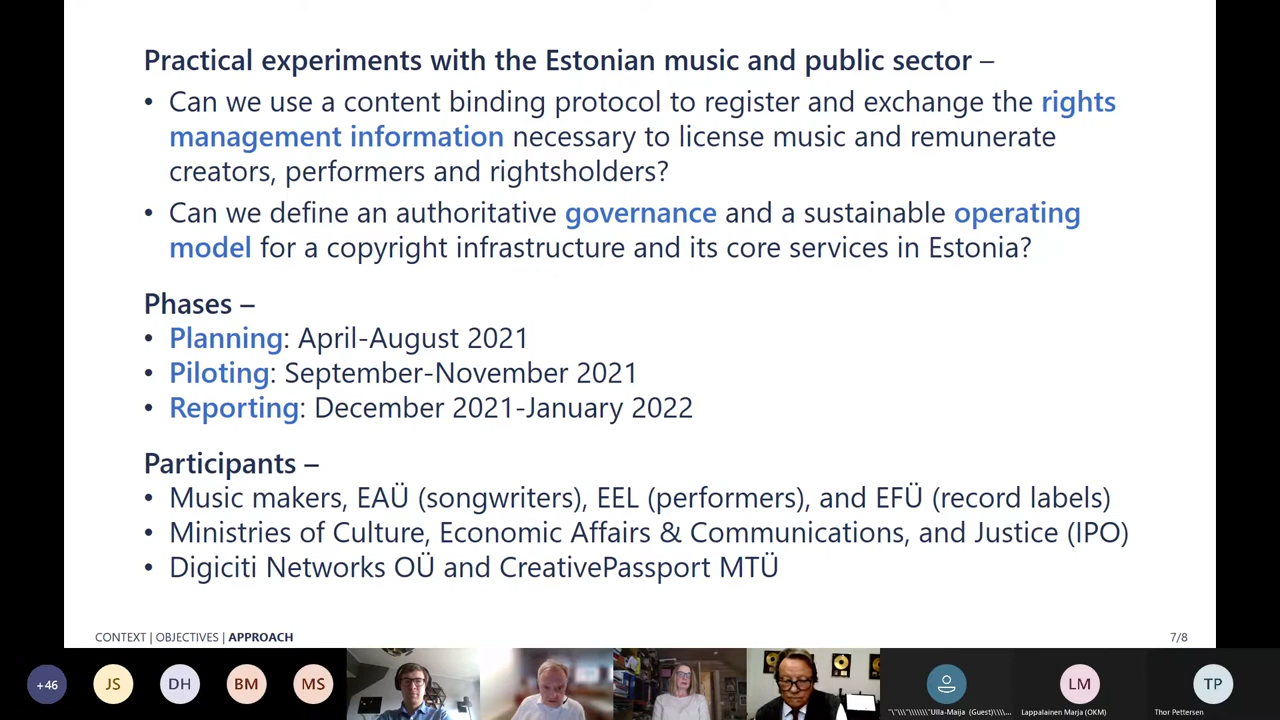 Practical experiments with the Estonian music and public sector –
• Can we use a content binding protocol to register and exchange the rights
management information necessary to license music and remunerate
creators, performers and rightsholders?
• Can we define an authoritative governance and a sustainable operating
model for a copyright infrastructure and its core services in Estonia?
Phases –
• Planning: April-August 2021
• Piloting: September-November 2021
• Reporting: December 2021-January 2022
Participants –
• Music makers, EAÜ (songwriters), EEL (performers), and EFÜ (record labels)
• Ministries of Culture, Economic Affairs & Communications, and Justice (IPO)
• Digiciti Networks OÜ and CreativePassport MTÜ
CONTEXT | OBJECTIVES | APPROACH
7/8
+46
JS
DH
BM
MS
LM
TP
Ulla-Maija (Guest)
Lappalainen Marja (OKM)
Thor Pettersen